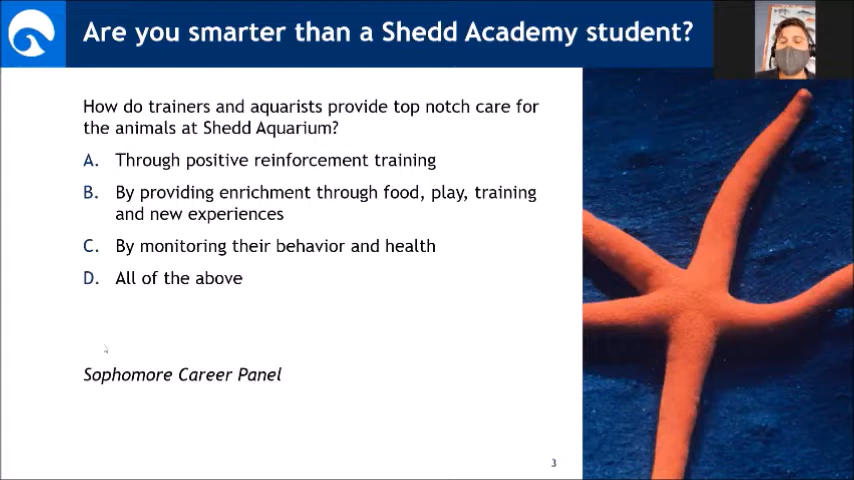 Are you smarter than a Shedd Academy student?
How do trainers and aquarists provide top notch care for
the animals at Shedd Aquarium?
A. Through positive reinforcement training
B. By providing enrichment through food, play, training
and new experiences
C. By monitoring their behavior and health
D. All of the above
Sophomore Career Panel
3